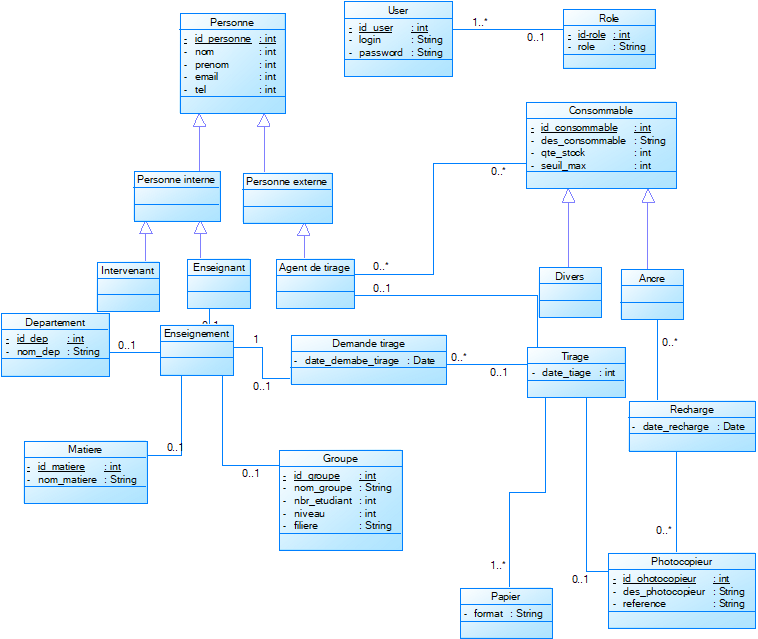 Personne
- id_personne : int
- nom : int
- prenom : int
- email : int
- tel : int
User
- id_user : int
- login : String
- password : String
1..*
0..1
Role
- id-role : int
- role : String
Consommable
- id_consommable : int
- des_consommable : String
- qte_stock : int
- seuil_max : int
0..*
Personne interne
Personne externe
Intervenant
Enseignant
Agent de tirage
0..*
0..1
Divers
Ancre
0..*
Departement
- id_dep : int
- nom_dep : String
0..1
0..1
Enseignement
1
0..1
Demande tirage
- date_demabe_tirage : Date
0..*
0..1
Tirage
- date_tiage : int
Recharge
- date_recharge : Date
0..*
Matiere
- id_matiere : int
- nom_matiere : String
0..1
0..1
Groupe
- id_groupe : int
- nom_groupe : String
- nbr_etudiant : int
- niveau : int
- filiere : String
1..*
0..1
Papier
- format : String
Photocopieur
- id_ohotocopieur : int
- des_photocopieur : String
- reference : String